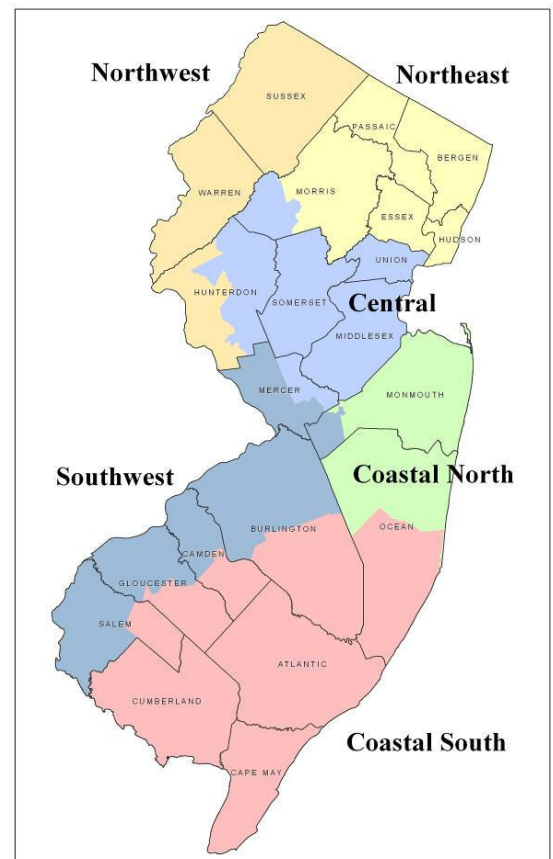 Northwest
Northeast
SUSSEX
PASSAIC
BERGEN
WARREN
MORRIS
ESSEX
HUDSON
UNION
HUNTERDON
SOMERSET
Central
MIDDLESEX
MERCER
MONMOUTH
Southwest
Coastal North
BURLINGTON
OCEAN
CAMDEN
GLOUCESTER
SALEM
ATLANTIC
CUMBERLAND
Coastal South
CAPE MAY